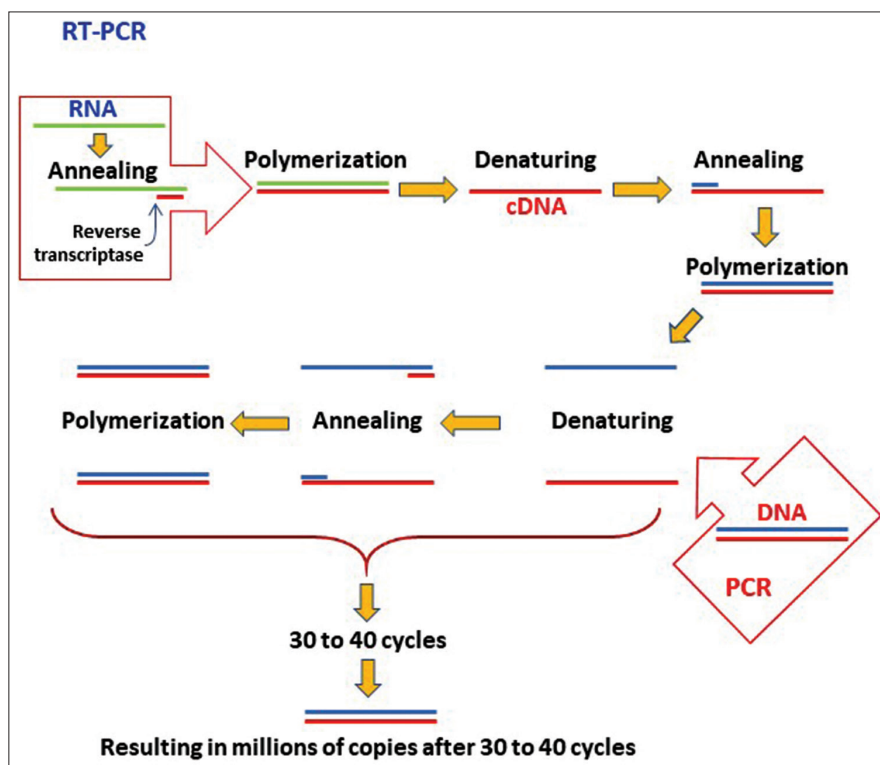 RT-PCR
RNA
Annealing
Reverse
transcriptase
Polymerization
Denaturing
cDNA
Annealing
Polymerization
Polymerization
Annealing
Denaturing
DNA
PCR
30 to 40 cycles
Resulting in millions of copies after 30 to 40 cycles